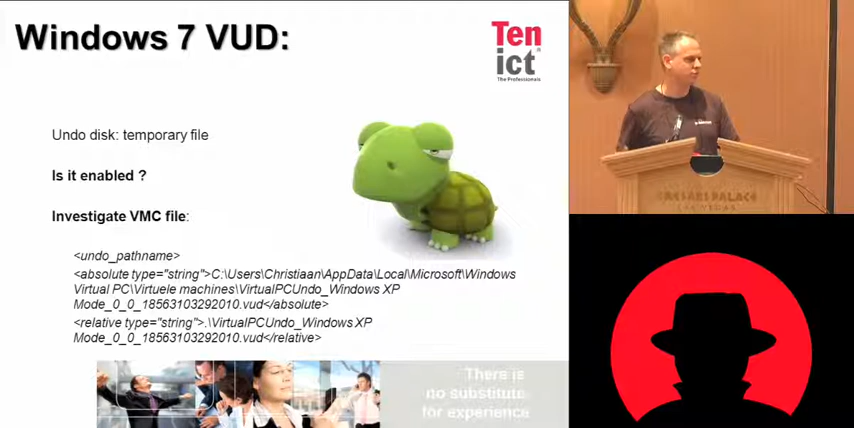 Windows 7 VUD:
Ten
ict
The Professionals
Undo disk: temporary file
Is it enabled ?
Investigate VMC file:
<undo_pathname>
<absolute type="string">C:\Users\Christiaan\AppData\Local\Microsoft\Windows
Virtual PC\Virtuele machines\VirtualPCUndo_Windows XP
Mode_0_0_18563103292010.vud</absolute>
<relative type="string">.\VirtualPCUndo_Windows XP
Mode_0_0_18563103292010.vud</relative>
There is
no substitute
for experience
CAESARS PALACE
LAS VEGAS